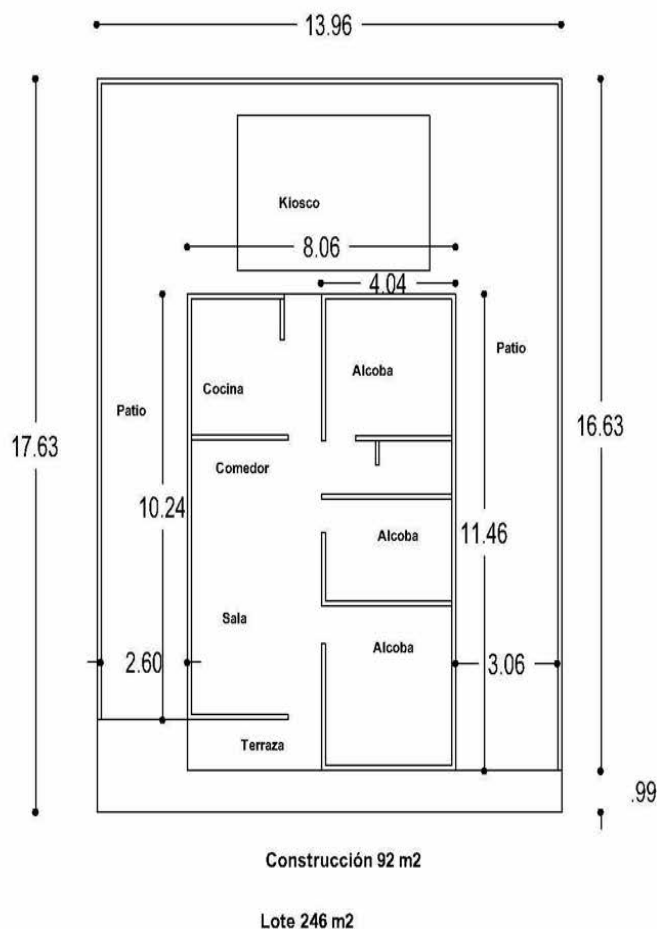 13.96
Kiosco
8.06
4.04
Alcoba
Patio
Cocina
Patio
17.63
16.63
Comedor
10.24
11.46
Alcoba
Sala
Alcoba
2.60
3.06
Terraza
.99
Construcción 92 m2
Lote 246 m2